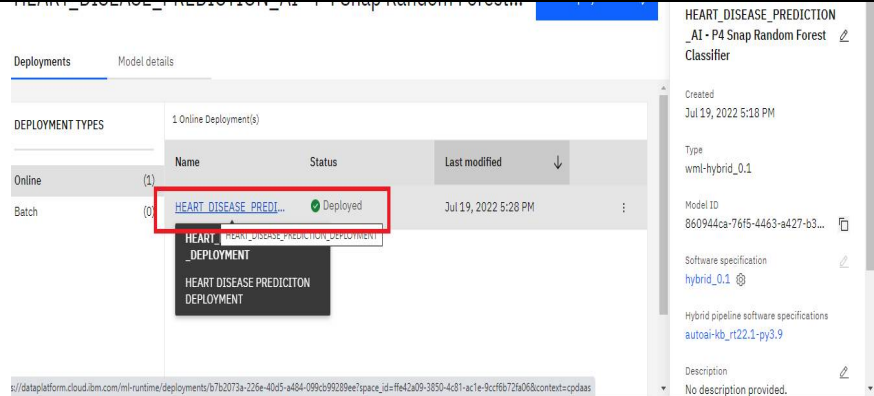 HEART_DISEASE_PREDICTION_AI - P4 Snap Random Forest...
Deployments
Model details
DEPLOYMENT TYPES
Online (1)
Batch (0)
1 Online Deployment(s)
Name Status Last modified
HEART_DISEASE_PREDI... Deployed Jul 19, 2022 5:28 PM
HEART_DISEASE_PREDICTION_DEPLOYMENT
HEART_
_DEPLOYMENT
HEART DISEASE PREDICITON
DEPLOYMENT
s://dataplatform.cloud.ibm.com/ml-runtime/deployments/b7b2073a-226e-40d5-a484-099cb99289ee?space_id=ffe42a09-3850-4c81-ac1e-9ccf6b72fa06&context=cpdaas
HEART_DISEASE_PREDICTION
_AI - P4 Snap Random Forest
Classifier
Created
Jul 19, 2022 5:18 PM
Type
wml-hybrid_0.1
Model ID
860944ca-76f5-4463-a427-b3...
Software specification
hybrid_0.1
Hybrid pipeline software specifications
autoai-kb_rt22.1-py3.9
Description
No description provided.